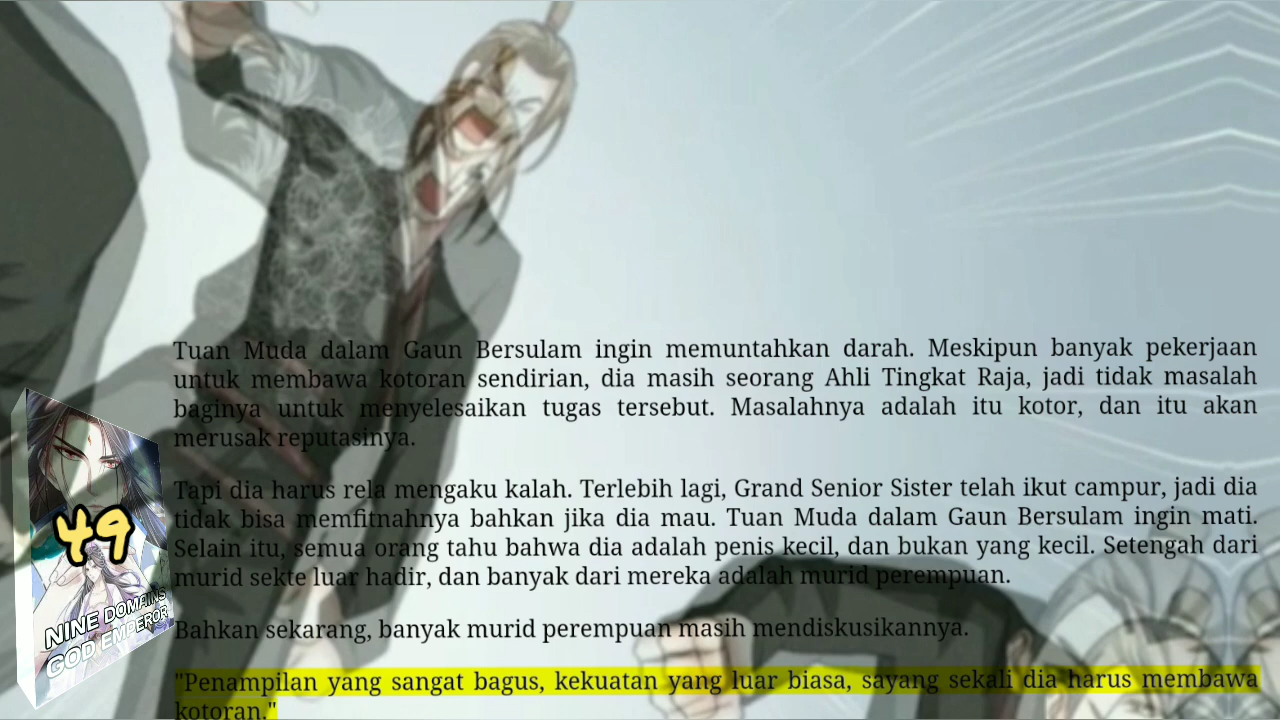 Tuan Muda dalam Gaun Bersulam ingin memuntahkan darah. Meskipun banyak pekerjaan
untuk membawa kotoran sendirian, dia masih seorang Ahli Tingkat Raja, jadi tidak masalah
baginya untuk menyelesaikan tugas tersebut. Masalahnya adalah itu kotor, dan itu akan
merusak reputasinya.
Tapi dia harus rela mengaku kalah. Terlebih lagi, Grand Senior Sister telah ikut campur, jadi dia
tidak bisa memfitnahnya bahkan jika dia mau. Tuan Muda dalam Gaun Bersulam ingin mati.
Selain itu, semua orang tahu bahwa dia adalah penis kecil, dan bukan yang kecil. Setengah dari
murid sekte luar hadir, dan banyak dari mereka adalah murid perempuan.
Bahkan sekarang, banyak murid perempuan masih mendiskusikannya.
"Penampilan yang sangat bagus, kekuatan yang luar biasa, sayang sekali dia harus membawa
kotoran."
49
NINE DOMAINS
GOD EMPEROR